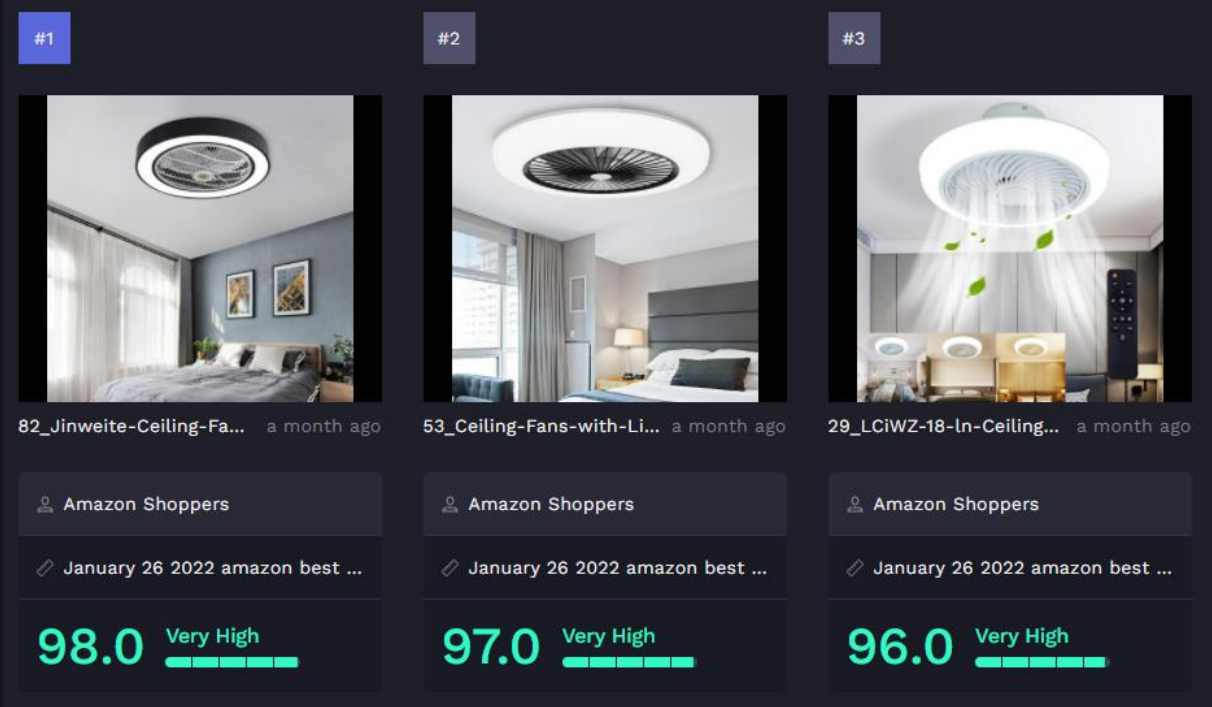 #1
#2
#3
82_Jinweite-Ceiling-Fa... a month ago
53_Ceiling-Fans-with-Li... a month ago
29_LCiWZ-18-ln-Ceiling... a month ago
Amazon Shoppers
Amazon Shoppers
Amazon Shoppers
January 26 2022 amazon best ...
January 26 2022 amazon best ...
January 26 2022 amazon best ...
98.0 Very High
97.0 Very High
96.0 Very High